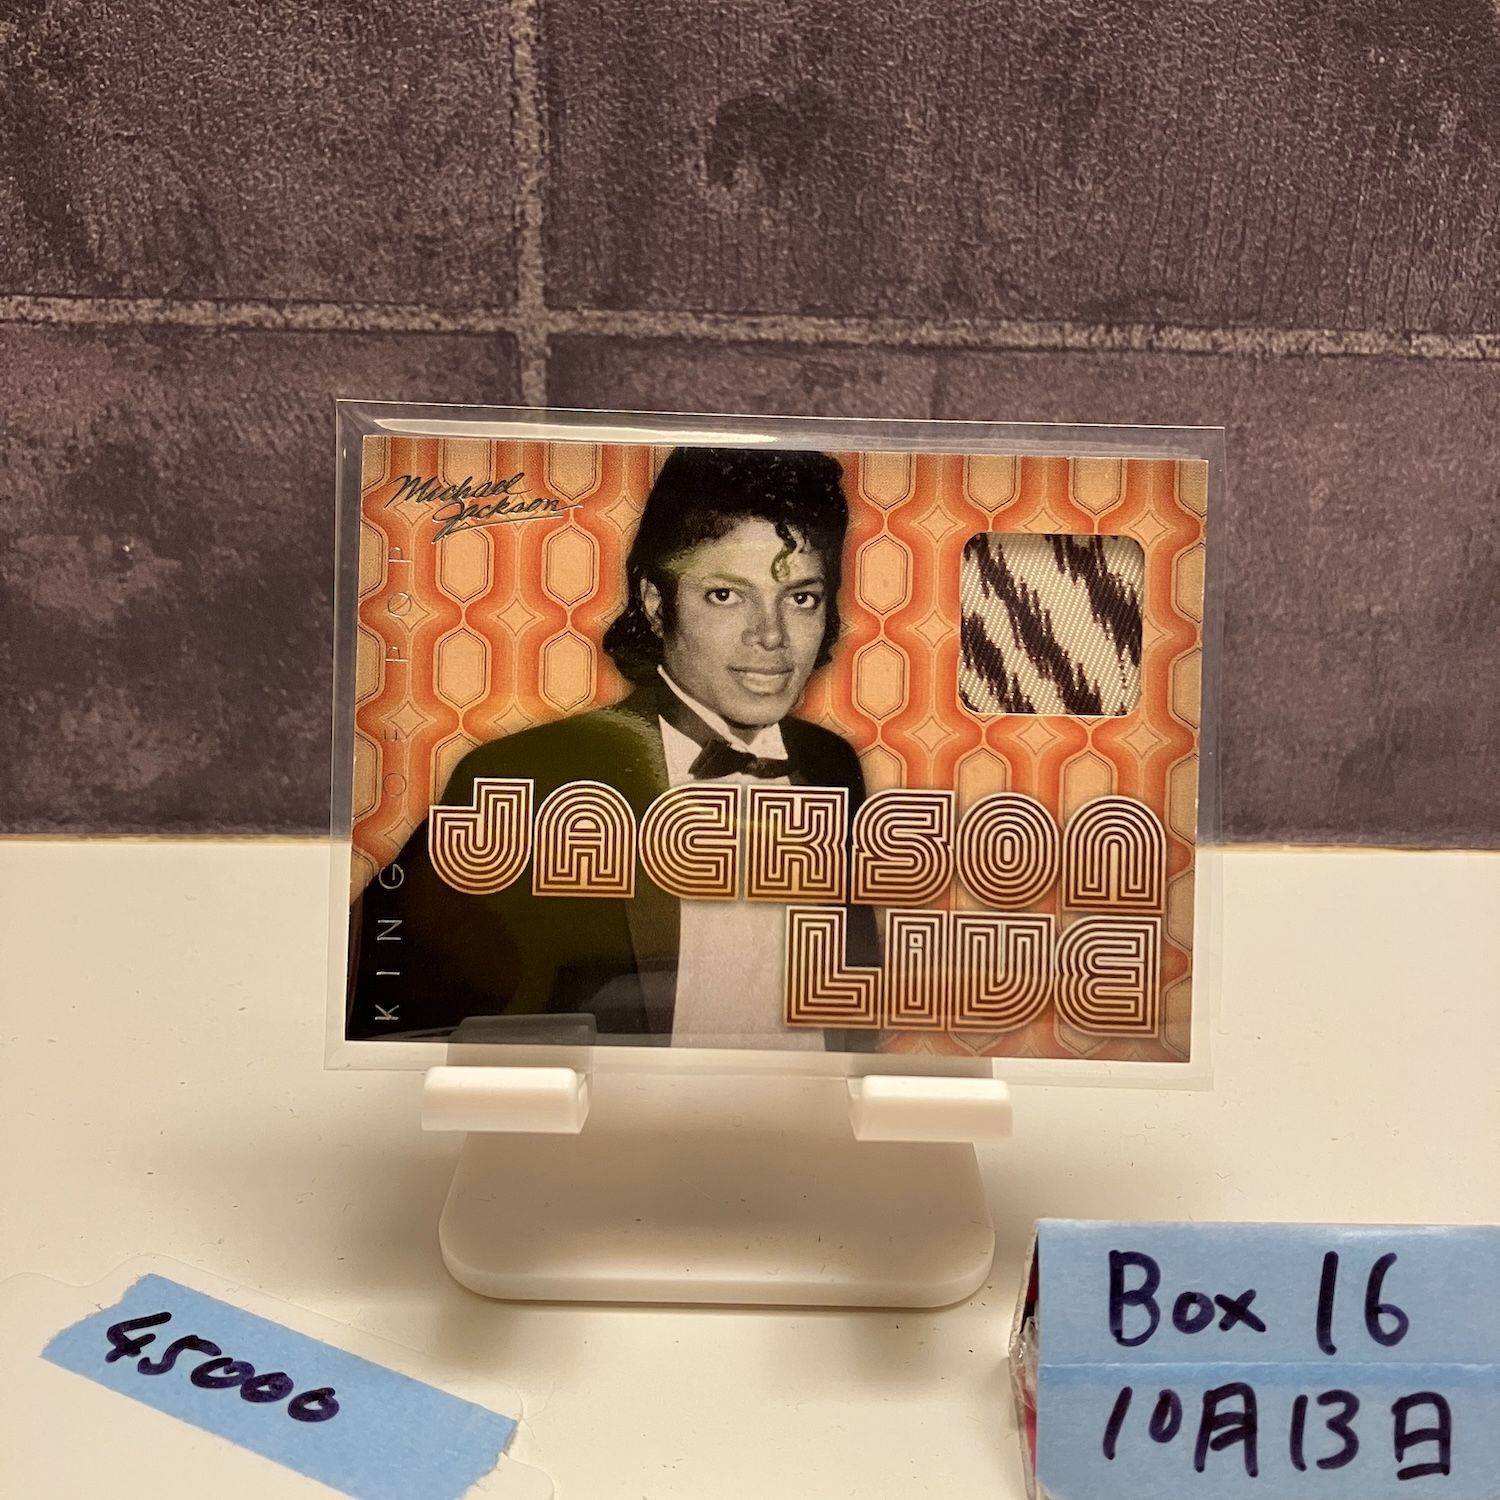 Michael
Jackson
KING OF POP
JACKSON
LIVE
45000
Box 16
10月13日